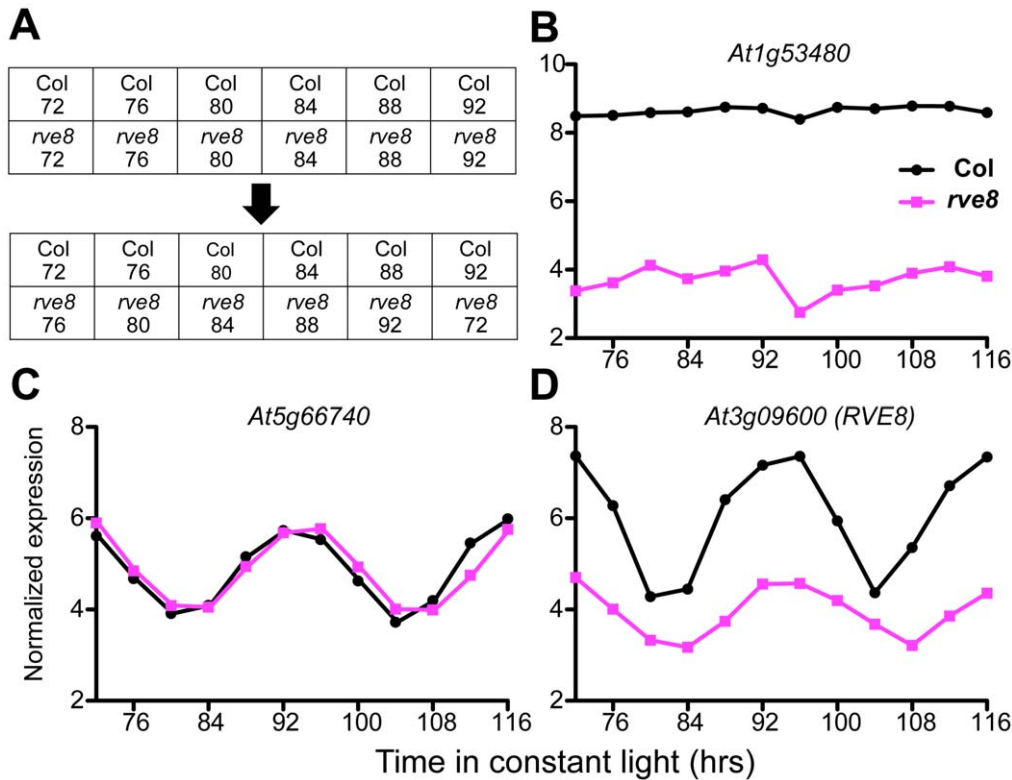 A
Col Col Col Col Col Col
72 76 80 84 88 92
rve8 rve8 rve8 rve8 rve8 rve8
72 76 80 84 88 92
Col Col Col Col Col Col
72 76 80 84 88 92
rve8 rve8 rve8 rve8 rve8 rve8
76 80 84 88 92 72
B
At1g53480
10
8
6
4
2
Col
rve8
76 84 92 100 108 116
C
At5g66740
8
6
4
2
Normalized expression
76 84 92 100 108 116
D
At3g09600 (RVE8)
8
6
4
2
76 84 92 100 108 116
Time in constant light (hrs)